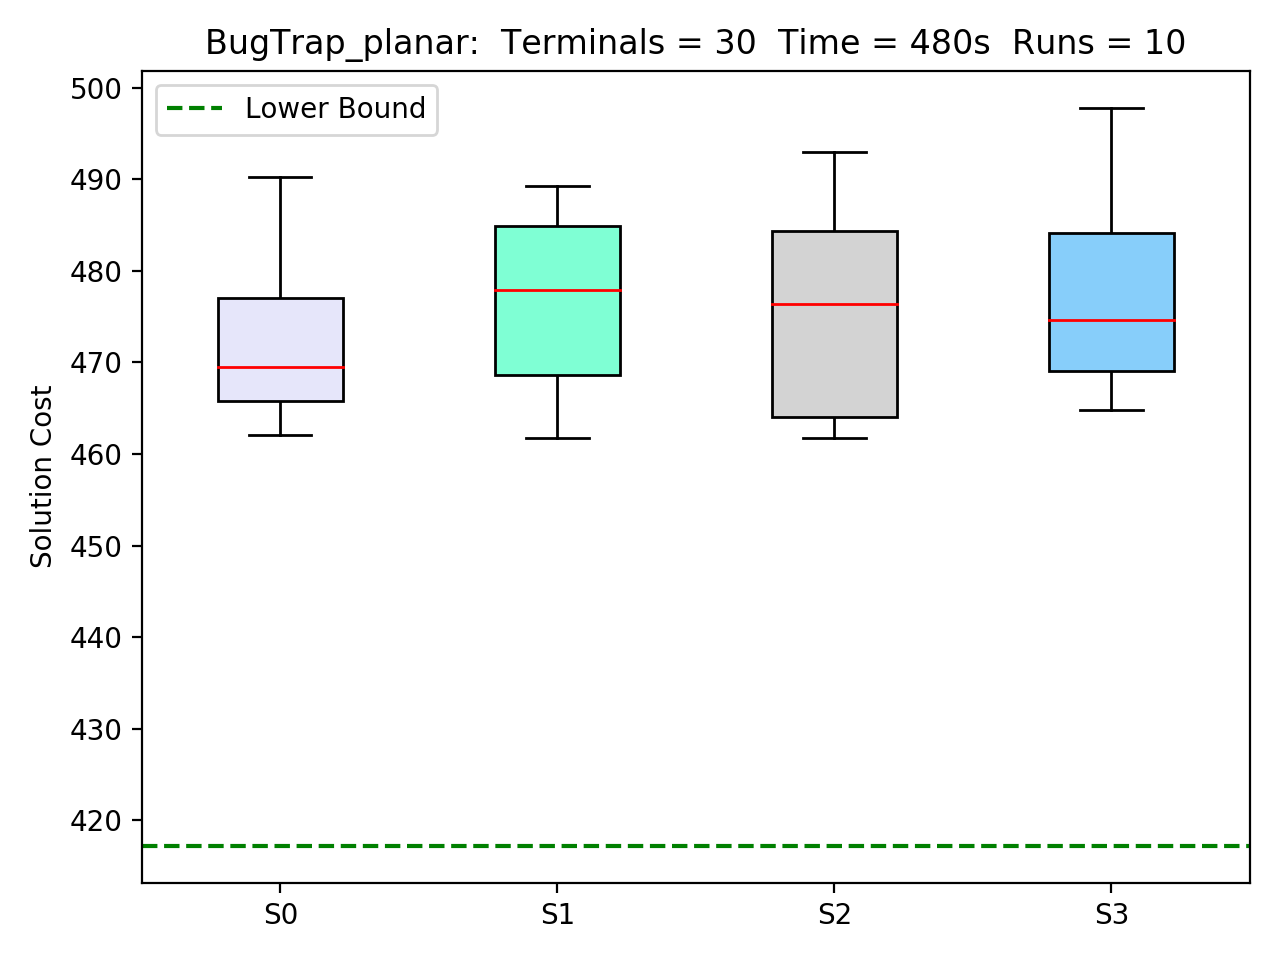 BugTrap_planar:  Terminals = 30  Time = 480s  Runs = 10
Lower Bound
Solution Cost
500
490
480
470
460
450
440
430
420
S0 S1 S2 S3